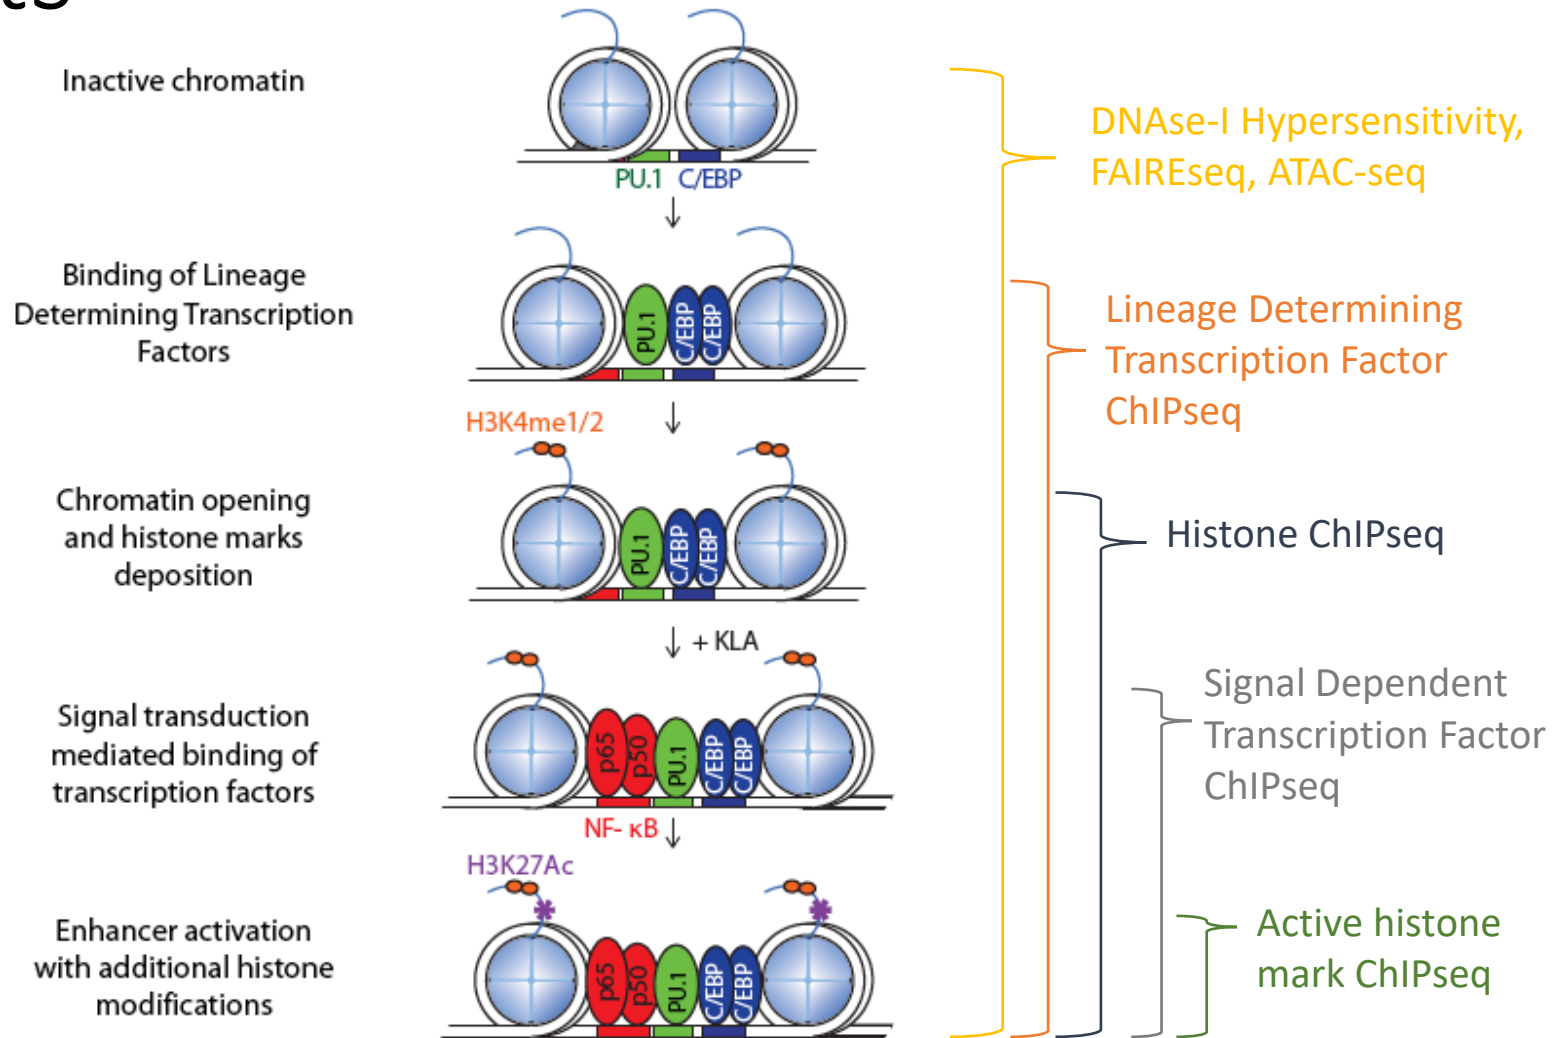 ts
Inactive chromatin
PU.1 C/EBP
DNAse-I Hypersensitivity,
FAIREseq, ATAC-seq
Binding of Lineage
Determining Transcription
Factors
PU.1
C/EBP
C/EBP
Lineage Determining
Transcription Factor
ChIPseq
H3K4me1/2
Chromatin opening
and histone marks
deposition
PU.1
C/EBP
C/EBP
Histone ChIPseq
+ KLA
Signal transduction
mediated binding of
transcription factors
p65
p50
PU.1
C/EBP
C/EBP
NF- κB
Signal Dependent
Transcription Factor
ChIPseq
H3K27Ac
Enhancer activation
with additional histone
modifications
p65
p50
PU.1
C/EBP
C/EBP
Active histone
mark ChIPseq